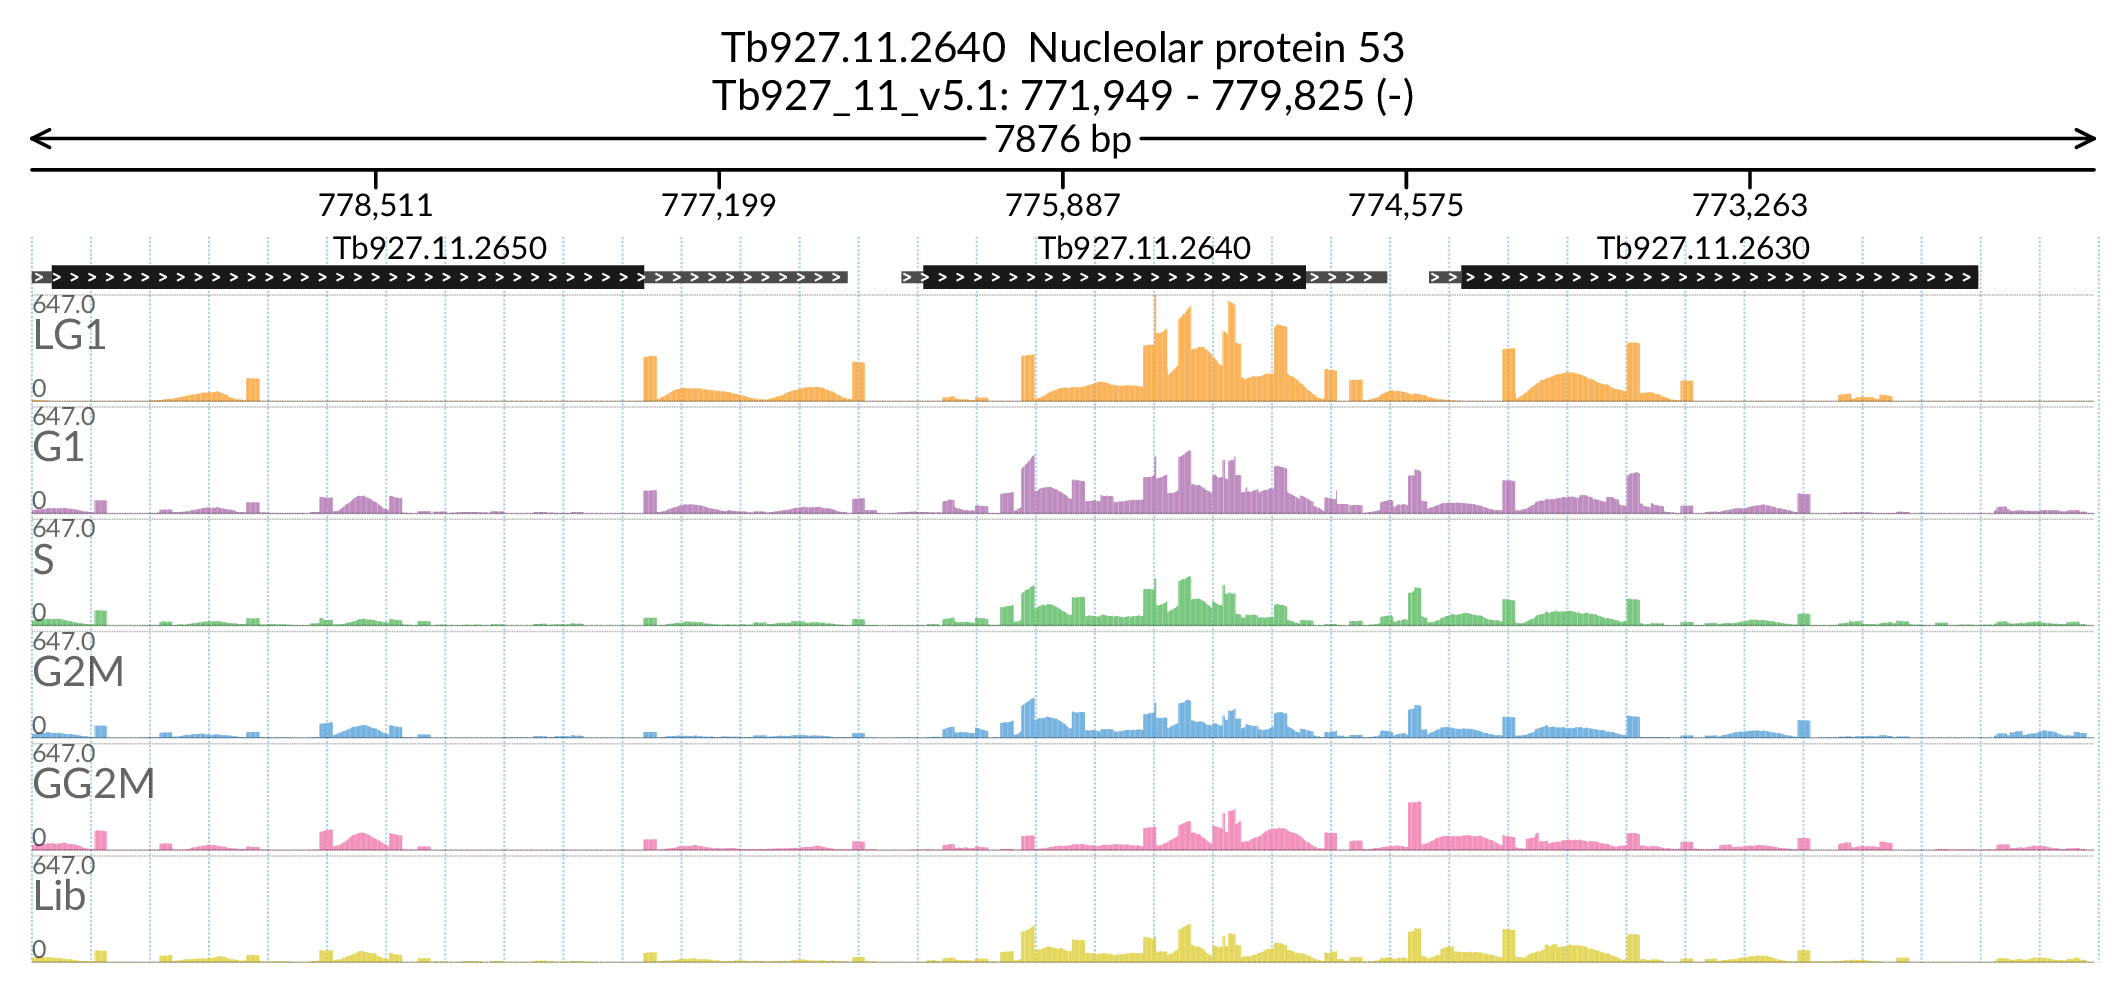 Tb927.11.2640  Nucleolar protein 53
Tb927_11_v5.1: 771,949 - 779,825 (-)
7876 bp
778,511 777,199 775,887 774,575 773,263
Tb927.11.2650 Tb927.11.2640 Tb927.11.2630
647.0
LG1
0
647.0
G1
0
647.0
S
0
647.0
G2M
0
647.0
GG2M
0
647.0
Lib
0